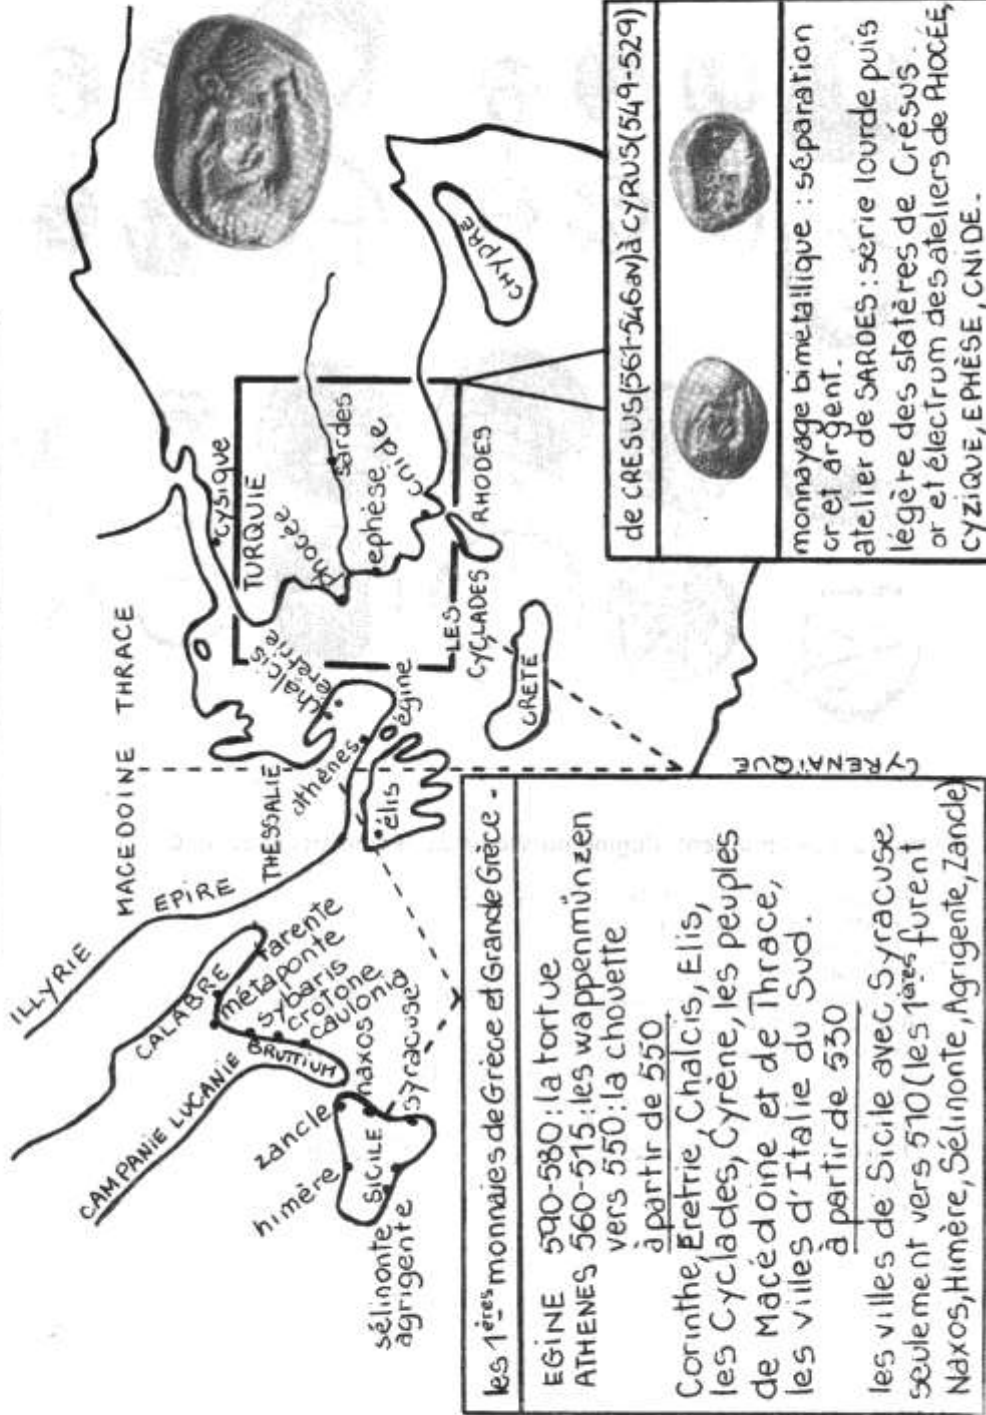 ILLYRIE
MACEDOINE THRACE
EPIRE
THESSALIE
CALABRE
CAMPANIE LUCANIE
BRUTTIUM
tarente
métaponte
sybaris
crotone
caulonia
naxos
syracuse
zancle
himère
SICILE
sélinonte
agrigente
chalcis
eretrie
athènes
égine
élis
cysique
TURQUIE
Phocée
sardes
ephèse
cnide
RHODES
LES
CYCLADES
CRETE
CHYPRE
CYRENAÏQUE
les 1ères monnaies de Grèce et Grande Grèce -
EGINE 590-580 : la tortue
ATHENES 560-515 : les wappenmünzen
vers 550 : la chouette
à partir de 550
Corinthe, Eretrie, Chalcis, Elis,
les Cyclades, Cyrène, les peuples
de Macédoine et de Thrace,
les villes d'Italie du Sud.
à partir de 530
les villes de Sicile avec Syracuse
seulement vers 510 (les 1ères furent
Naxos, Himère, Sélinonte, Agrigente, Zancle)
de CRESUS (561-546 av) à CYRUS (549-529)
monnayage bimétallique : séparation
or et argent.
atelier de SARDES : série lourde puis
légère des statères de Crésus.
or et électrum des ateliers de PHOCÉE,
CYZIQUE, EPHÈSE, CNIDE.